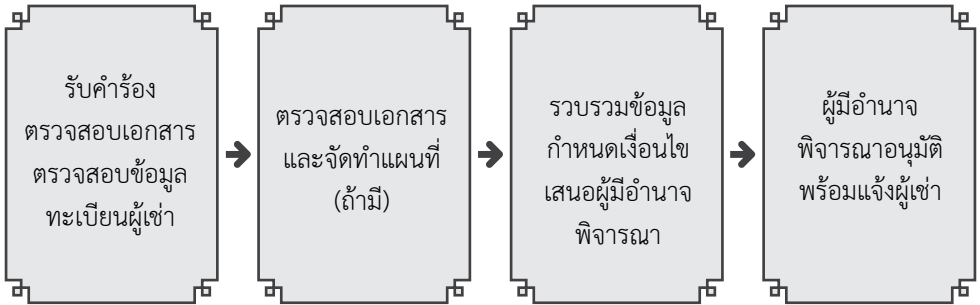 รับคำร้อง
ตรวจสอบเอกสาร
ตรวจสอบข้อมูล
ทะเบียนผู้เช่า
ตรวจสอบเอกสาร
และจัดทำแผนที่
(ถ้ามี)
รวบรวมข้อมูล
กำหนดเงื่อนไข
เสนอผู้มีอำนาจ
พิจารณา
ผู้มีอำนาจ
พิจารณาอนุมัติ
พร้อมแจ้งผู้เช่า